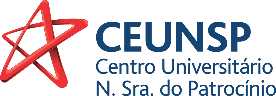 CEUNSP
Centro Universitário
N. Sra. do Patrocínio